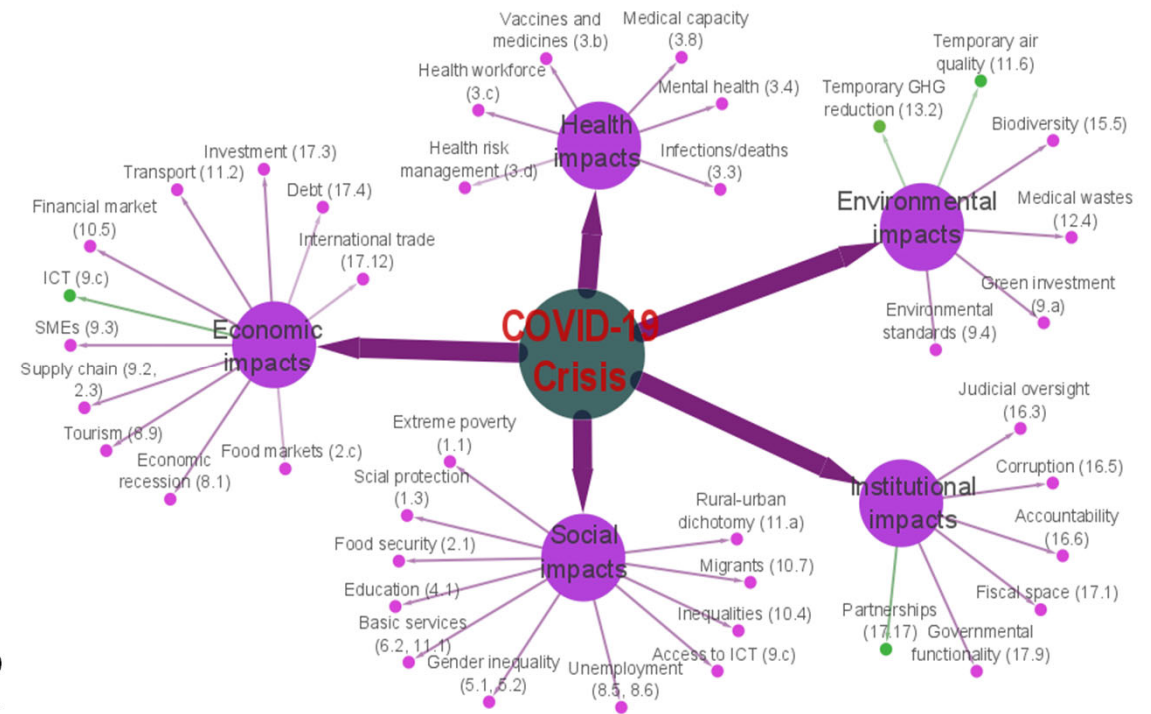 COVID-19
Crisis
Health
impacts
Vaccines and
medicines (3.b)
Medical capacity
(3.8)
Health workforce
(3.c)
Mental health (3.4)
Health risk
management (3.d)
Infections/deaths
(3.3)
Environmental
impacts
Temporary air
quality (11.6)
Temporary GHG
reduction (13.2)
Biodiversity (15.5)
Medical wastes
(12.4)
Green investment
(9.a)
Environmental
standards (9.4)
Economic
impacts
Investment (17.3)
Transport (11.2)
Debt (17.4)
Financial market
(10.5)
International trade
(17.12)
ICT (9.c)
SMEs (9.3)
Supply chain (9.2,
2.3)
Tourism (8.9)
Economic
recession (8.1)
Food markets (2.c)
Social
impacts
Extreme poverty
(1.1)
Scial protection
(1.3)
Food security (2.1)
Education (4.1)
Basic services
(6.2, 11.1)
Gender inequality
(5.1, 5.2)
Unemployment
(8.5, 8.6)
Access to ICT (9.c)
Inequalities (10.4)
Migrants (10.7)
Rural-urban
dichotomy (11.a)
Institutional
impacts
Judicial oversight
(16.3)
Corruption (16.5)
Accountability
(16.6)
Fiscal space (17.1)
Partnerships
(17.17)
Governmental
functionality (17.9)